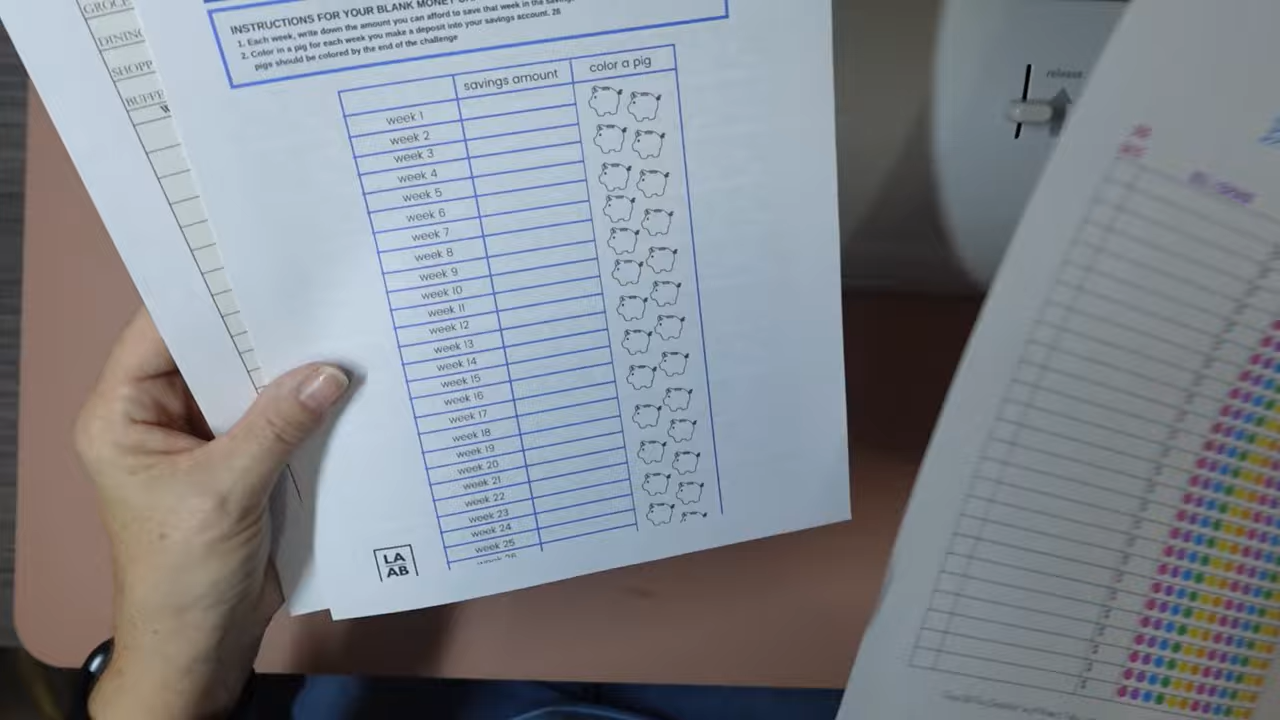 GROCE
DINING
SHOPP
BUFFE
INSTRUCTIONS FOR YOUR BLANK MONEY
1. Each week, write down the amount you can afford to save that week in the savings
2. Color in a pig for each week you make a deposit into your savings account. 26
pigs should be colored by the end of the challenge
savings amount color a pig
week 1
week 2
week 3
week 4
week 5
week 6
week 7
week 8
week 9
week 10
week 11
week 12
week 13
week 14
week 15
week 16
week 17
week 18
week 19
week 20
week 21
week 22
week 23
week 24
week 25
week 26
LA
AB
release